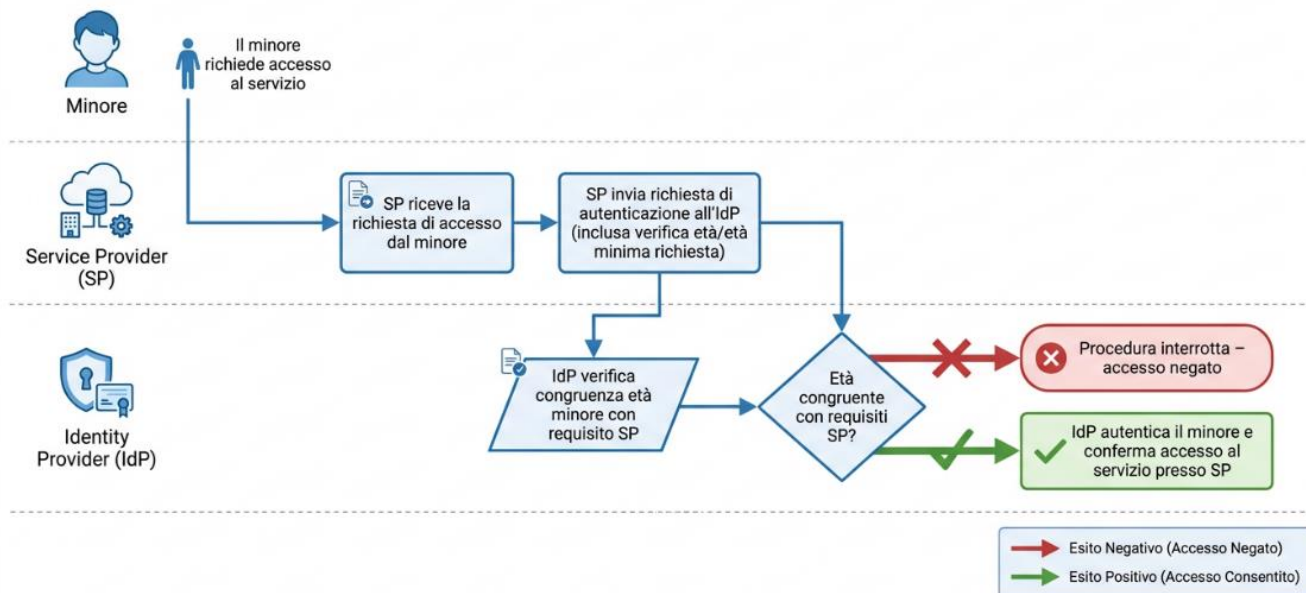 Il minore
richiede accesso
al servizio
Minore
SP riceve la
richiesta di accesso
dal minore
SP invia richiesta di
autenticazione all'IdP
(inclusa verifica età/età
minima richiesta)
Service Provider
(SP)
IdP verifica
congruenza età
minore con
requisito SP
Età
congruente
con requisiti
SP?
Procedura interrotta –
accesso negato
IdP autentica il minore e
conferma accesso al
servizio presso SP
Identity
Provider (IdP)
Esito Negativo (Accesso Negato)
Esito Positivo (Accesso Consentito)